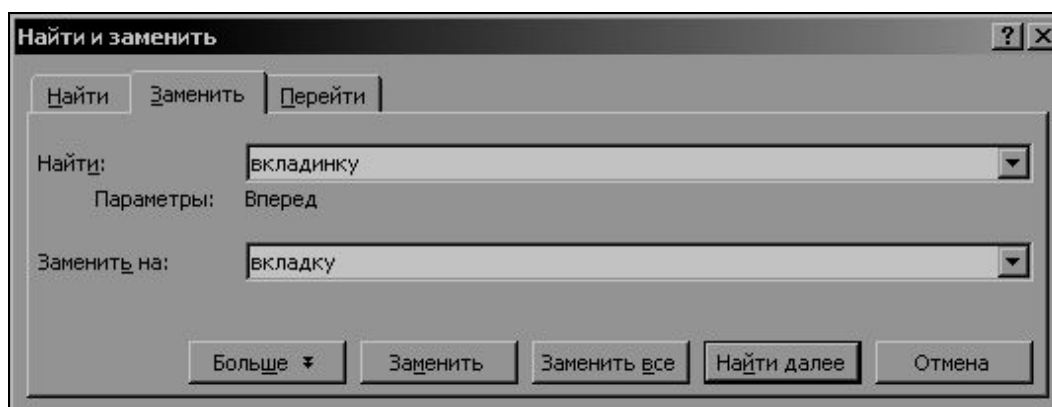 Найти и заменить
Найти Заменить Перейти
Найти: вкладинку
Параметры: Вперед
Заменить на: вкладку
Больше Заменить Заменить все Найти далее Отмена